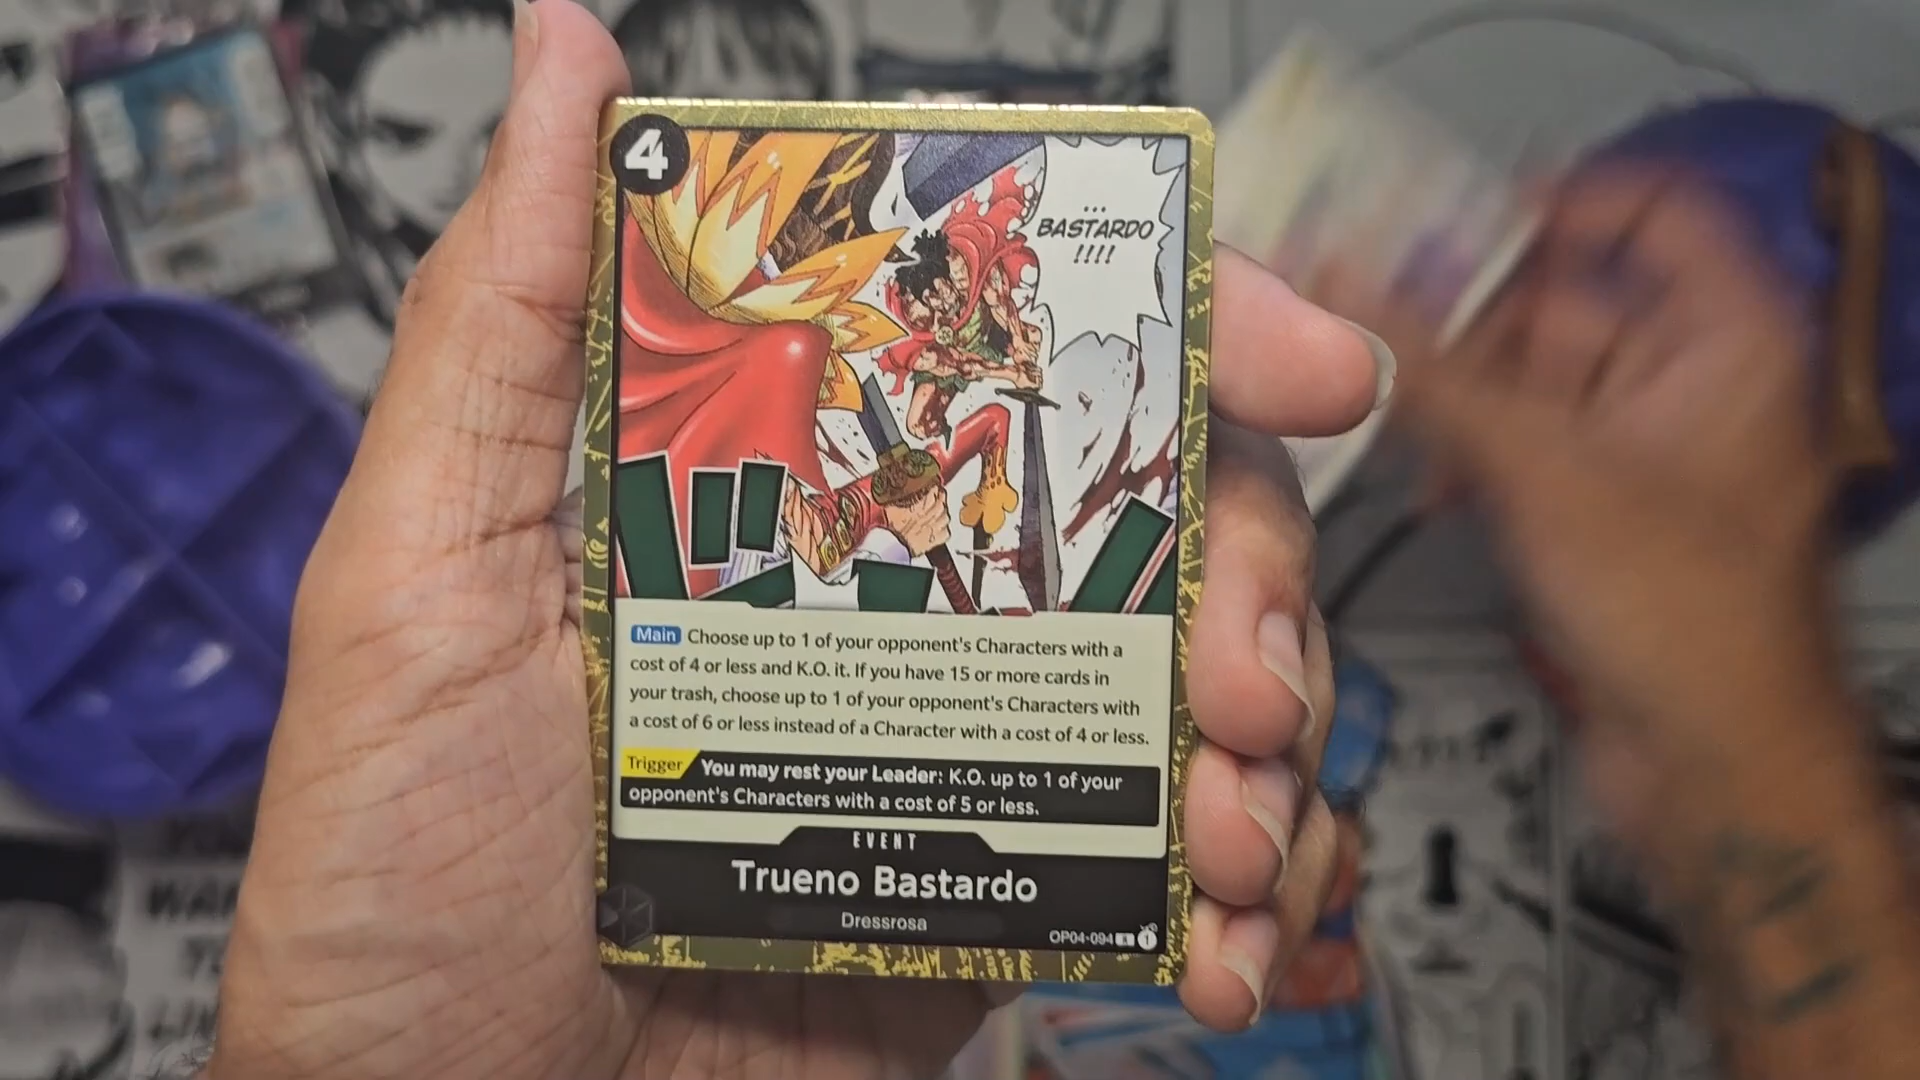 4
...
BASTARDO
!!!!
Main Choose up to 1 of your opponent's Characters with a
cost of 4 or less and K.O. it. If you have 15 or more cards in
your trash, choose up to 1 of your opponent's Characters with
a cost of 6 or less instead of a Character with a cost of 4 or less.
Trigger You may rest your Leader: K.O. up to 1 of your
opponent's Characters with a cost of 5 or less.
EVENT
Trueno Bastardo
Dressrosa
OP04-094 R 1